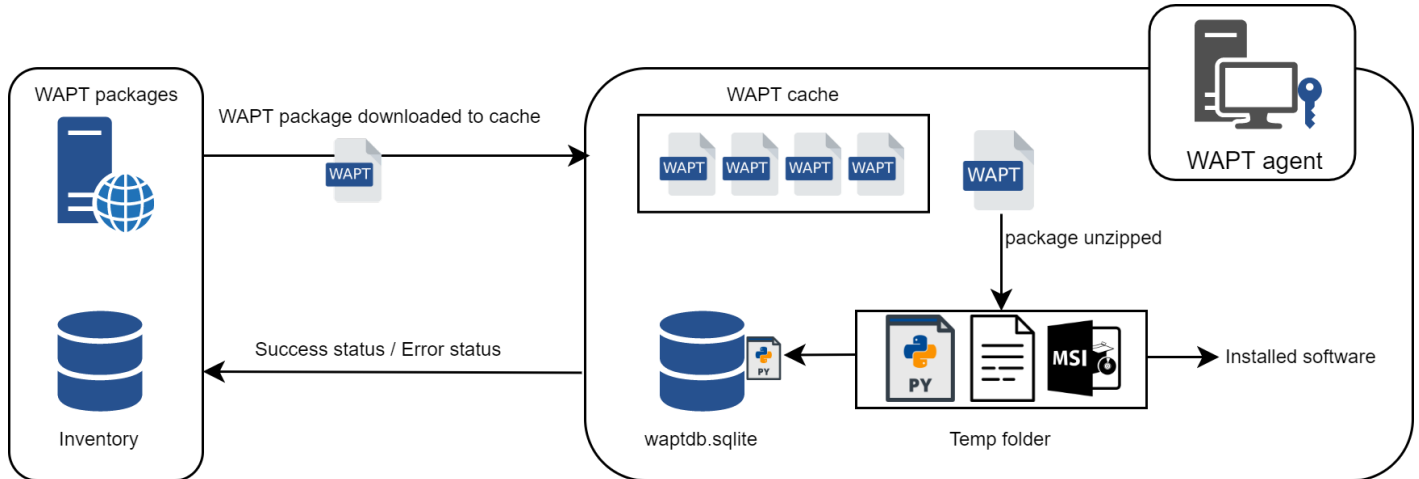 WAPT packages
WAPT package downloaded to cache
WAPT
WAPT cache
WAPT
WAPT
WAPT
WAPT
WAPT
WAPT agent
package unzipped
Success status / Error status
PY
PY
MSI
Installed software
Inventory
waptdb.sqlite
Temp folder